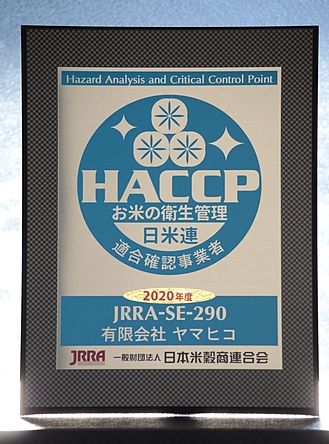 Hazard Analysis and Critical Control Point
HACCP
お米の衛生管理
日米連
適合確認事業者
2020年度
JRRA-SE-290
有限会社 ヤマヒコ
JRRA 一般財団法人 日本米穀商連合会